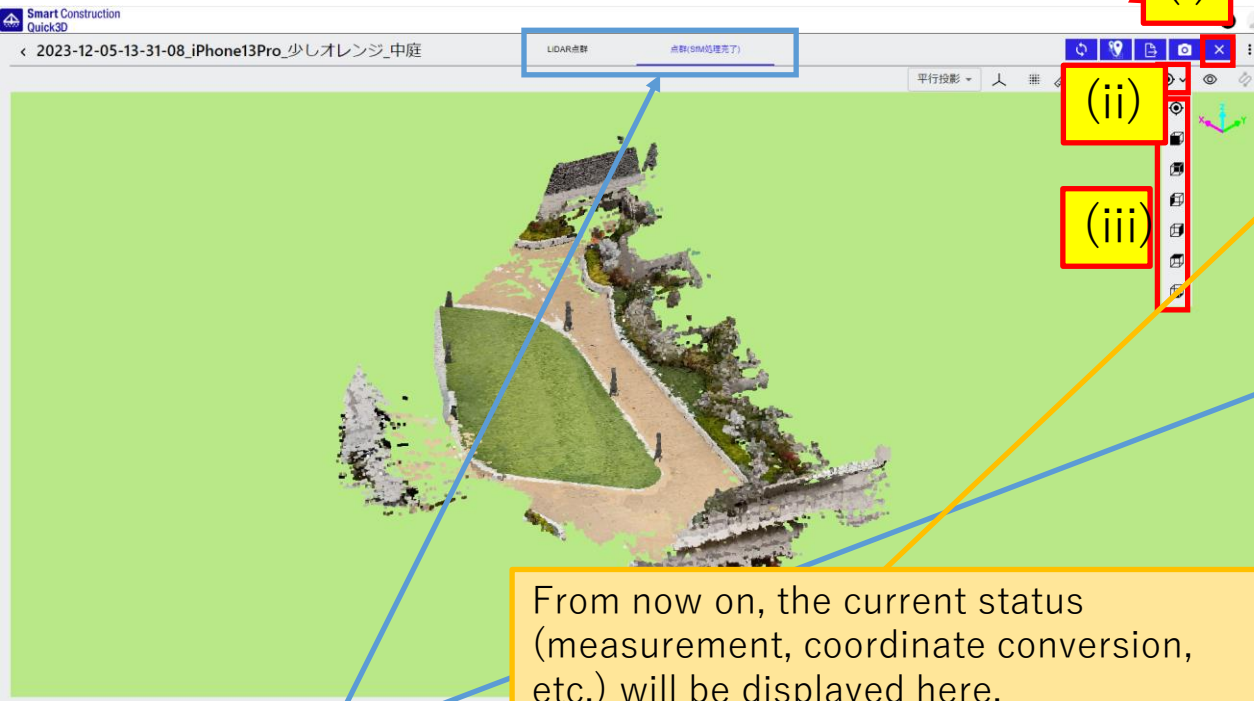 Smart Construction
Quick3D
‹ 2023-12-05-13-31-08_iPhone13Pro_少しオレンジ_中庭
LiDAR点群
点群(SfM処理完了)
平行投影
(ii)
(iii)
X
Z
Y
From now on, the current status
(measurement, coordinate conversion,
etc.) will be displayed here.